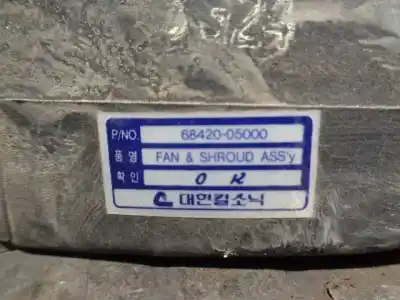 P/NO. 68420-05000
품 명 FAN & SHROUD ASS'y
확 인 O K
대한칼소닉